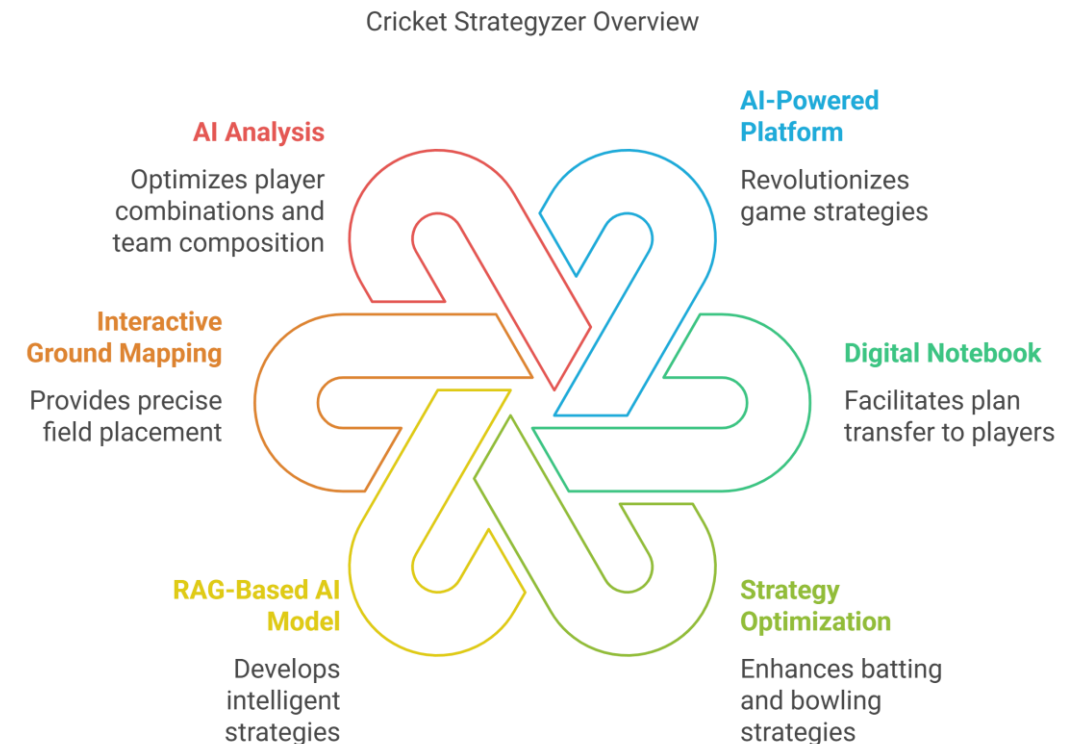 Cricket Strategyzer Overview
AI Analysis
Optimizes player
combinations and
team composition
AI-Powered
Platform
Revolutionizes
game strategies
Interactive
Ground Mapping
Provides precise
field placement
Digital Notebook
Facilitates plan
transfer to players
RAG-Based AI
Model
Develops
intelligent
strategies
Strategy
Optimization
Enhances batting
and bowling
strategies